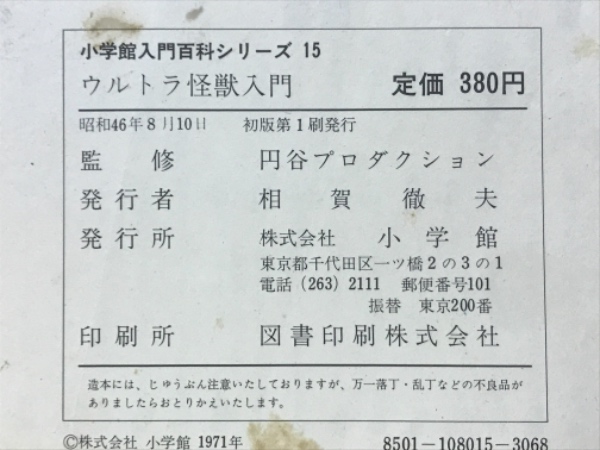 小学館入門百科シリーズ 15
ウルトラ怪獣入門 定価 380円
昭和46年8月10日 初版第1刷発行
監修 円谷プロダクション
発行者 相賀徹夫
発行所 株式会社 小学館
東京都千代田区一ツ橋2の3の1
電話(263)2111 郵便番号101
振替 東京200番
印刷所 図書印刷株式会社
造本には、じゅうぶん注意いたしておりますが、万一落丁・乱丁などの不良品が
ありましたらおとりかえいたします。
©株式会社 小学館 1971年 8501-108015-3068